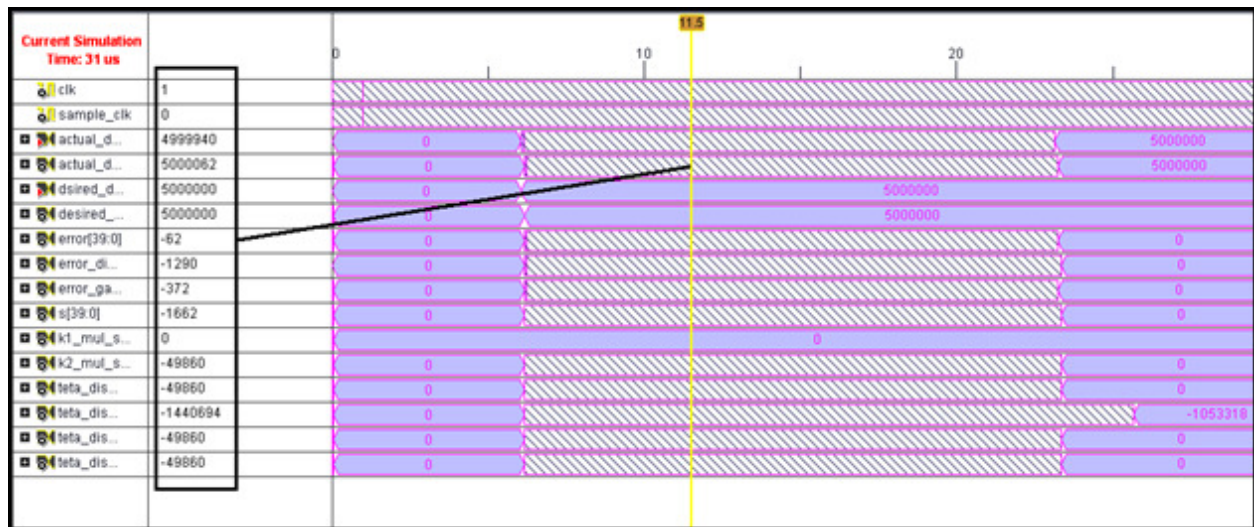 11.5
Current Simulation
Time: 31 us
0 10 20
clk 1
sample_clk 0
actual_d... 4999940 0 5000000
actual_d... 5000062 0 5000000
dsired_d... 5000000 0 5000000
desired_... 5000000 0 5000000
error[39:0] -62 0 0
error_di... -1290 0 0
error_ga... -372 0 0
s[39:0] -1662 0 0
k1_mul_s... 0 0
k2_mul_s... -49860 0 0
teta_dis... -49860 0 0
teta_dis... -1440694 0 -1053318
teta_dis... -49860 0 0
teta_dis... -49860 0 0